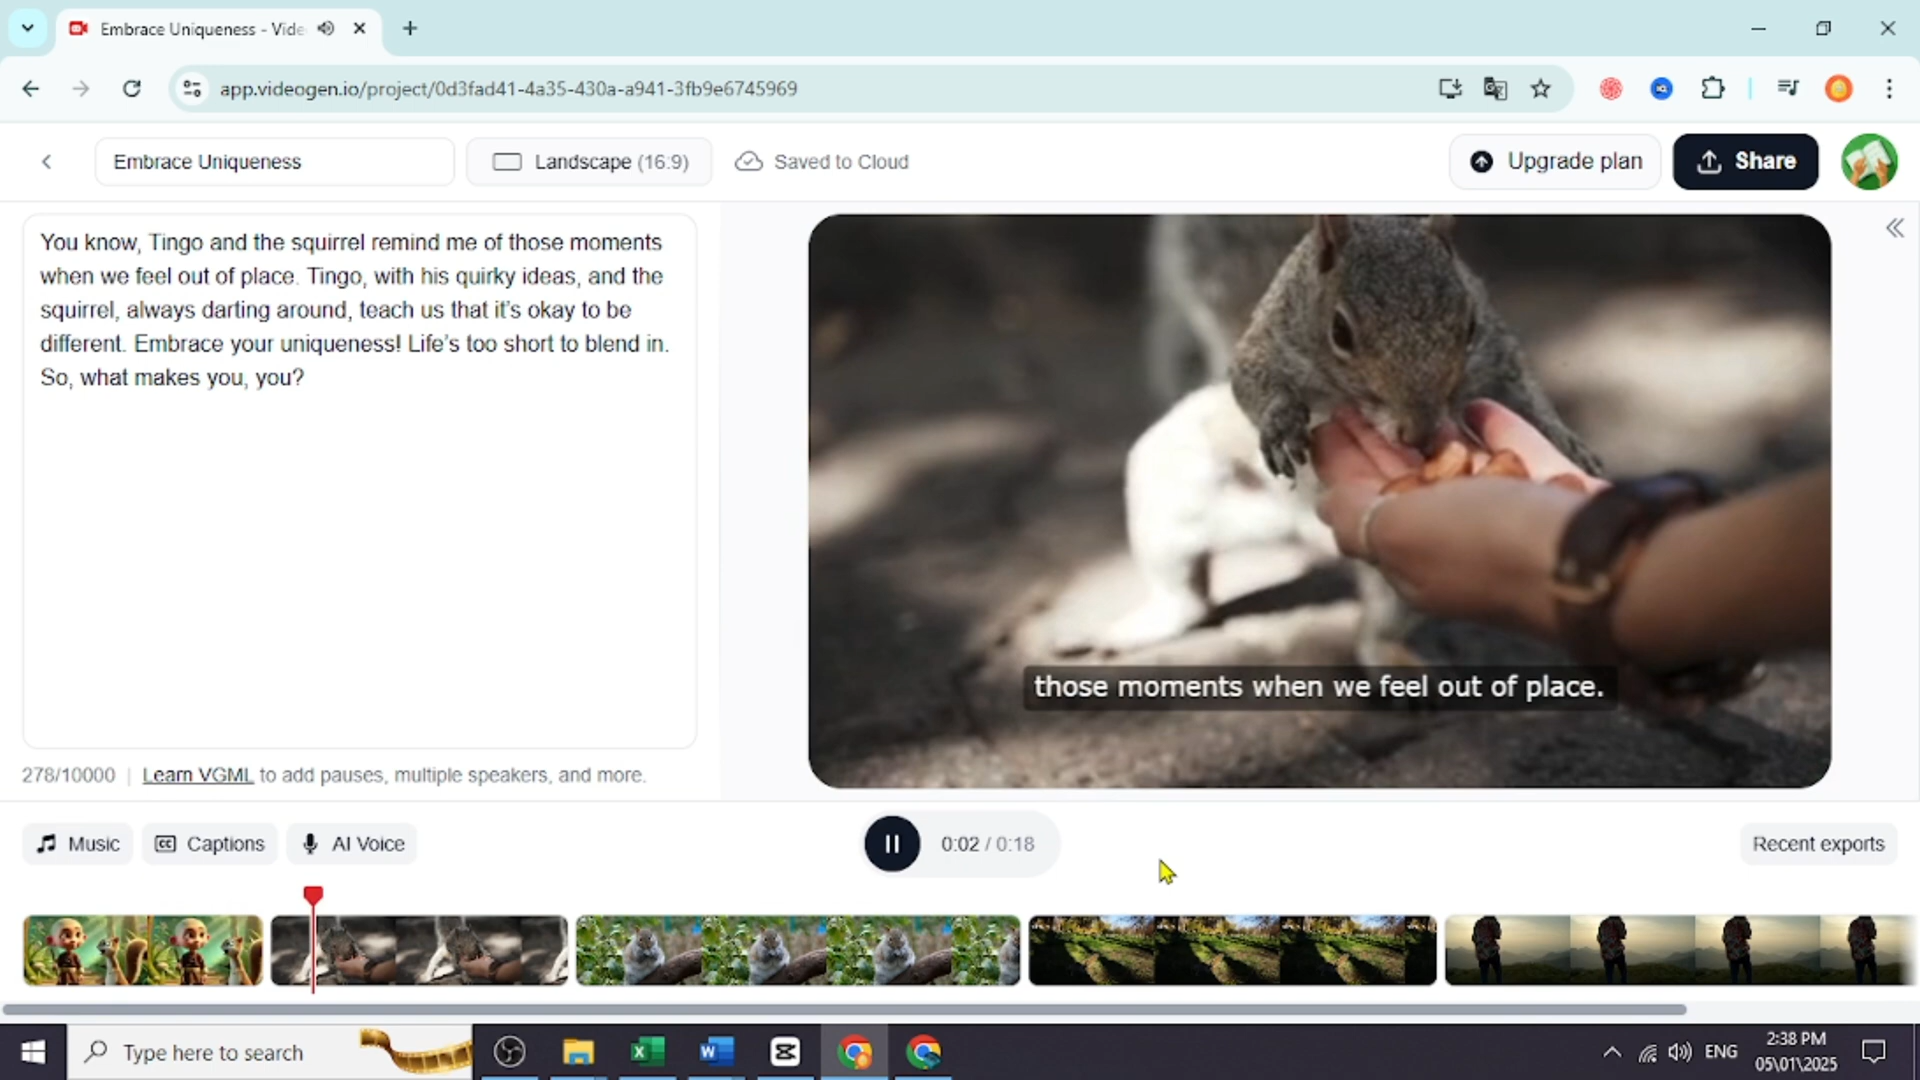 Embrace Uniqueness - Vide
app.videogen.io/project/0d3fad41-4a35-430a-a941-3fb9e6745969
Embrace Uniqueness
Landscape (16:9)
Saved to Cloud
Upgrade plan
Share
You know, Tingo and the squirrel remind me of those moments
when we feel out of place. Tingo, with his quirky ideas, and the
squirrel, always darting around, teach us that it's okay to be
different. Embrace your uniqueness! Life's too short to blend in.
So, what makes you, you?
those moments when we feel out of place.
278/10000 | Learn VGML to add pauses, multiple speakers, and more.
Music
CC Captions
AI Voice
0:02 / 0:18
Recent exports
Type here to search
ENG
2:38 PM
05\01\2025